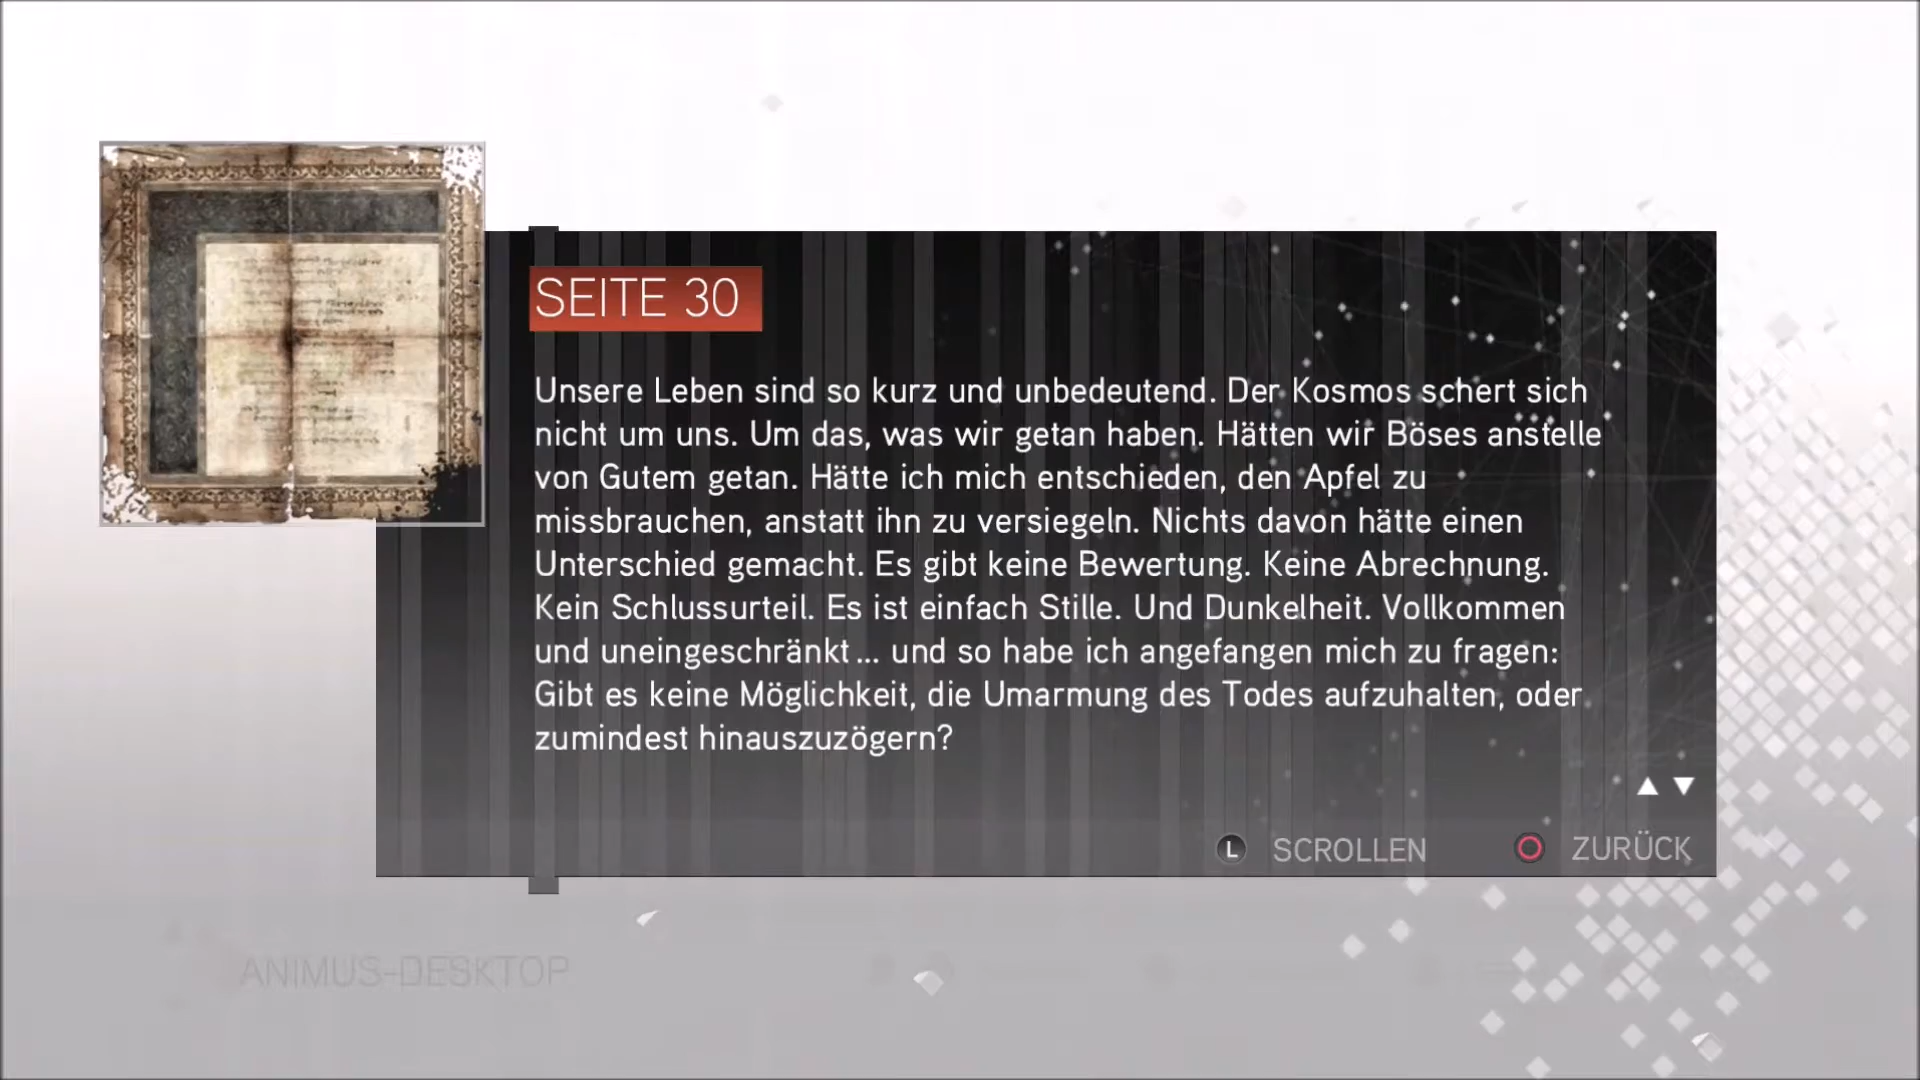 SEITE 30
Unsere Leben sind so kurz und unbedeutend. Der Kosmos schert sich
nicht um uns. Um das, was wir getan haben. Hätten wir Böses anstelle
von Gutem getan. Hätte ich mich entschieden, den Apfel zu
missbrauchen, anstatt ihn zu versiegeln. Nichts davon hätte einen
Unterschied gemacht. Es gibt keine Bewertung. Keine Abrechnung.
Kein Schlussurteil. Es ist einfach Stille. Und Dunkelheit. Vollkommen
und uneingeschränkt ... und so habe ich angefangen mich zu fragen:
Gibt es keine Möglichkeit, die Umarmung des Todes aufzuhalten, oder
zumindest hinauszuzögern?
L SCROLLEN ZURÜCK
ANIMUS-DESKTOP